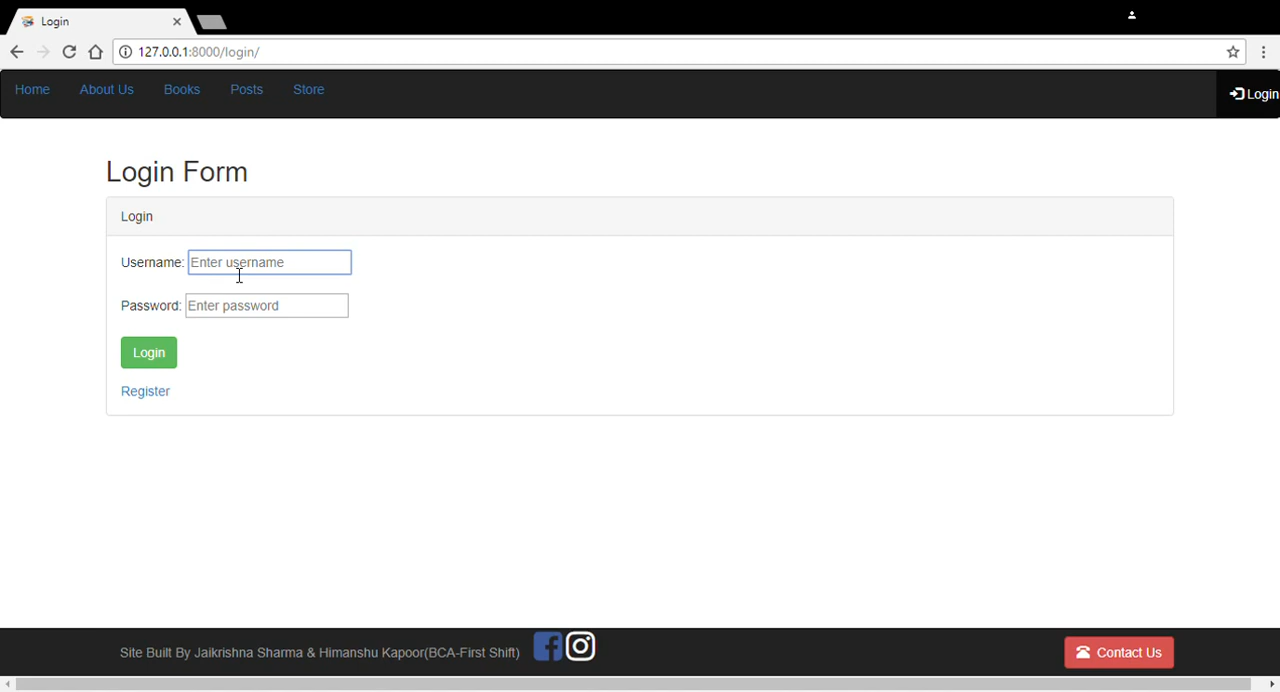 Login
127.0.0.1:8000/login/
Home About Us Books Posts Store Login
Login Form
Login
Username: Enter username
Password: Enter password
Login
Register
Site Built By Jaikrishna Sharma & Himanshu Kapoor(BCA-First Shift) Contact Us